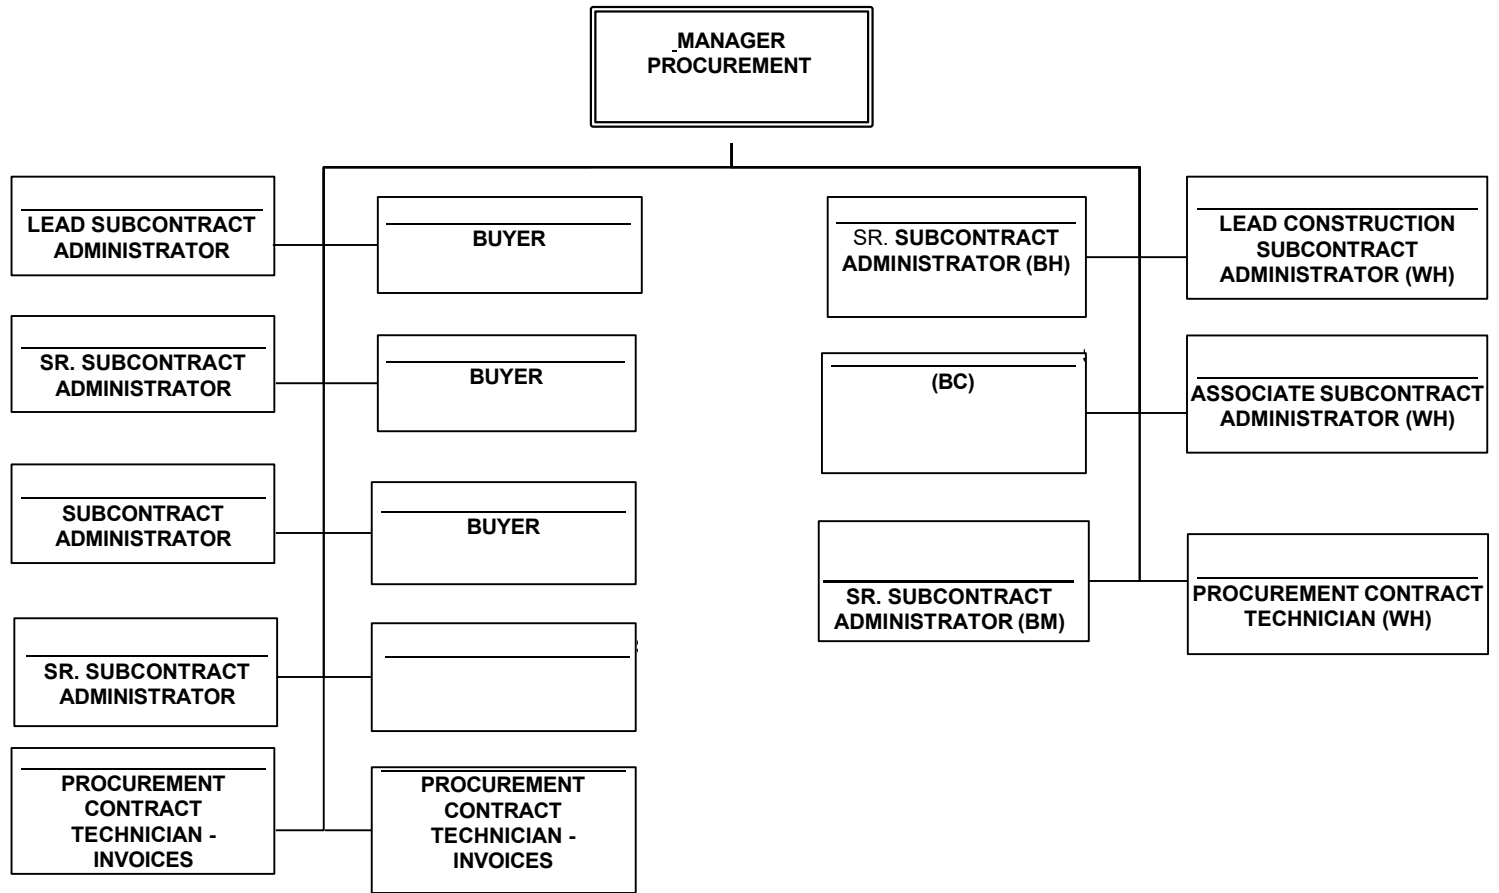 MANAGER
PROCUREMENT
LEAD SUBCONTRACT
ADMINISTRATOR
BUYER
SR. SUBCONTRACT
ADMINISTRATOR (BH)
LEAD CONSTRUCTION
SUBCONTRACT
ADMINISTRATOR (WH)
SR. SUBCONTRACT
ADMINISTRATOR
BUYER
(BC)
ASSOCIATE SUBCONTRACT
ADMINISTRATOR (WH)
SUBCONTRACT
ADMINISTRATOR
BUYER
SR. SUBCONTRACT
ADMINISTRATOR (BM)
PROCUREMENT CONTRACT
TECHNICIAN (WH)
SR. SUBCONTRACT
ADMINISTRATOR
PROCUREMENT
CONTRACT
TECHNICIAN -
INVOICES
PROCUREMENT
CONTRACT
TECHNICIAN -
INVOICES